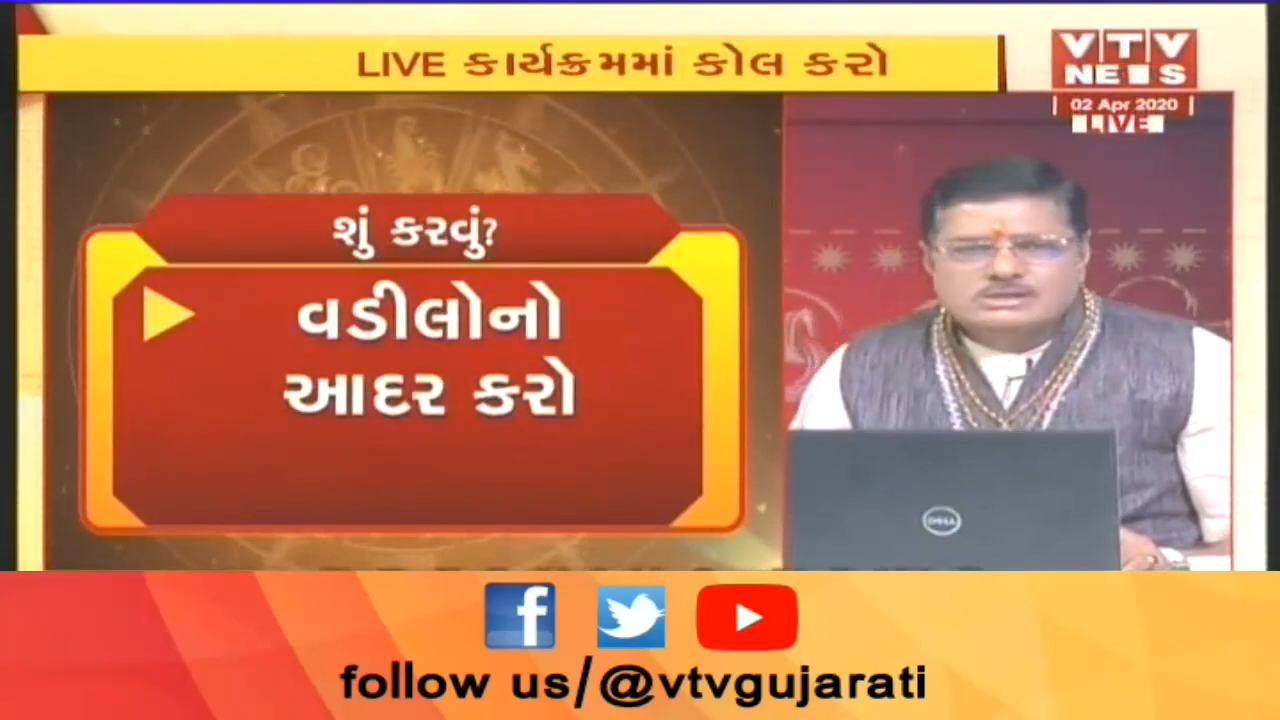 LIVE કાર્યક્રમમાં કોલ કરો
VTV
NEWS
02 Apr 2020
LIVE
શું કરવું?
વડીલોનો
આદર કરો
DELL
follow us/@vtvgujarati